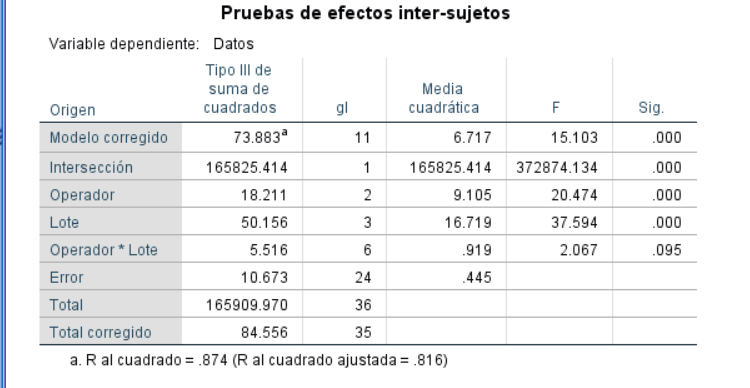 Pruebas de efectos inter-sujetos
Variable dependiente: Datos
Origen Tipo III de suma de cuadrados gl Media cuadrática F Sig.
Modelo corregido 73.883a 11 6.717 15.103 .000
Intersección 165825.414 1 165825.414 372874.134 .000
Operador 18.211 2 9.105 20.474 .000
Lote 50.156 3 16.719 37.594 .000
Operador * Lote 5.516 6 .919 2.067 .095
Error 10.673 24 .445
Total 165909.970 36
Total corregido 84.556 35
a. R al cuadrado = .874 (R al cuadrado ajustada = .816)